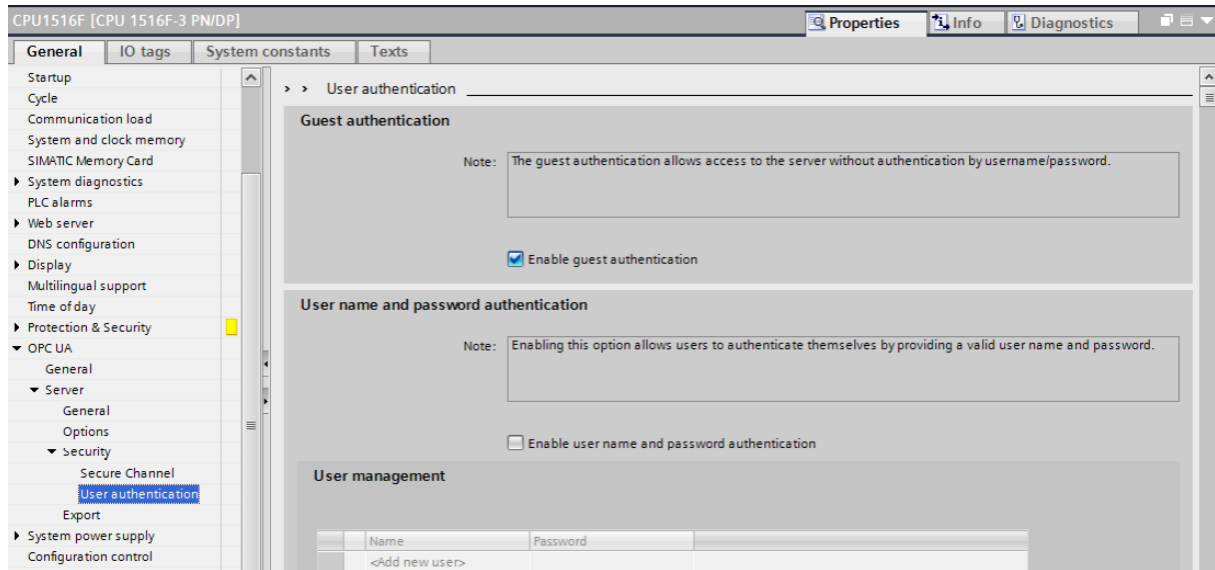 CPU1516F [CPU 1516F-3 PN/DP]
Properties
Info
Diagnostics
General
IO tags
System constants
Texts
Startup
Cycle
Communication load
System and clock memory
SIMATIC Memory Card
System diagnostics
PLC alarms
Web server
DNS configuration
Display
Multilingual support
Time of day
Protection & Security
OPC UA
General
Server
General
Options
Security
Secure Channel
User authentication
Export
System power supply
Configuration control
> > User authentication
Guest authentication
Note: The guest authentication allows access to the server without authentication by username/password.
Enable guest authentication
User name and password authentication
Note: Enabling this option allows users to authenticate themselves by providing a valid user name and password.
Enable user name and password authentication
User management
Name Password
<Add new user>